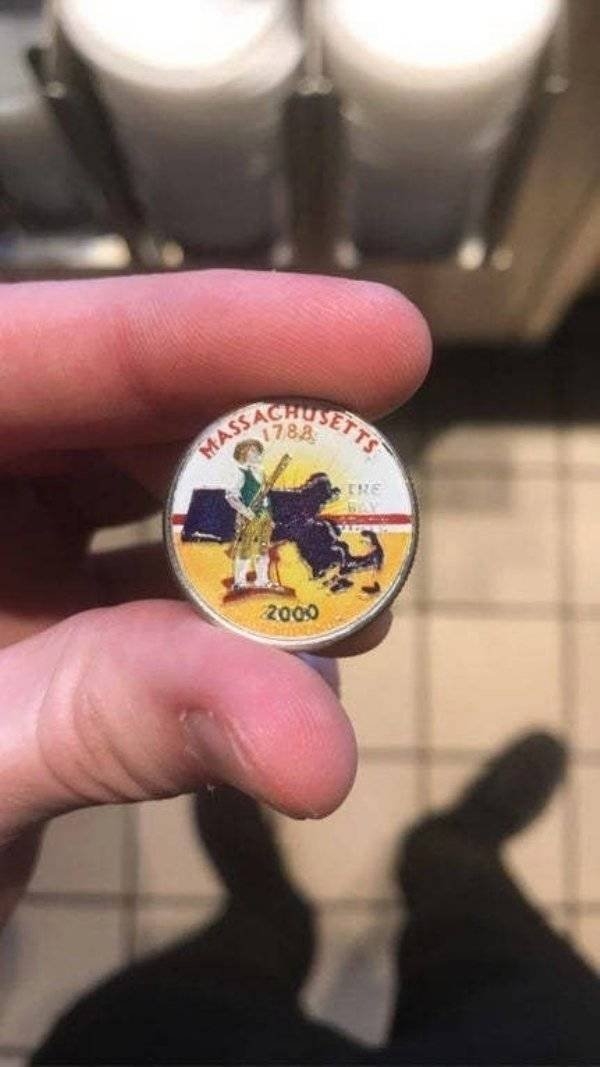 MASSACHUSETTS
1788
THE
BAY
2000